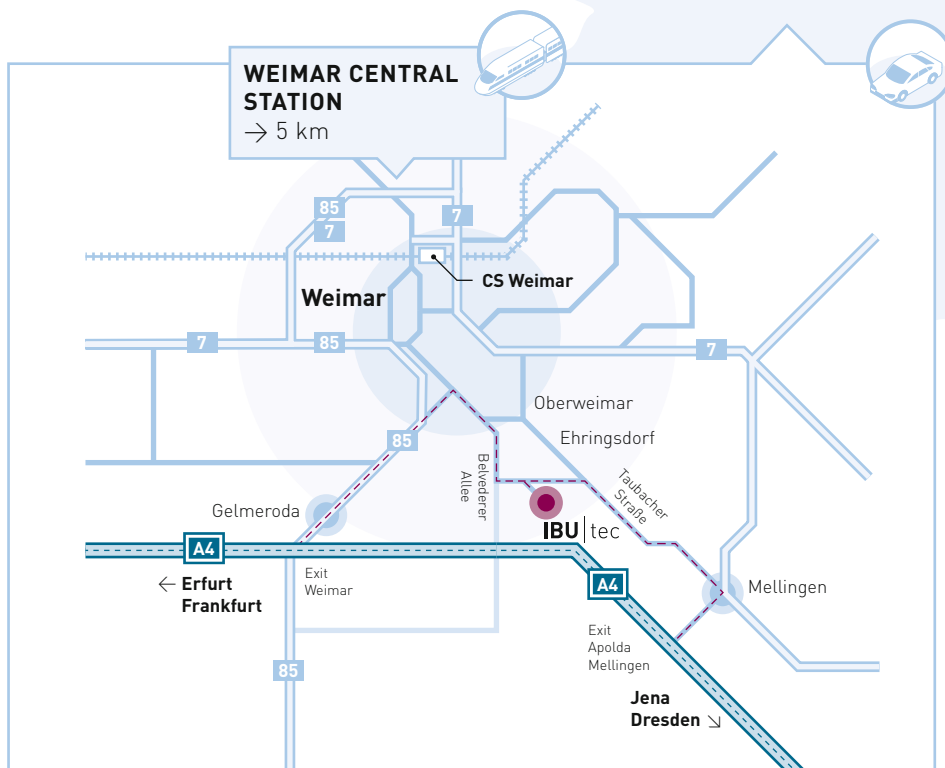 WEIMAR CENTRAL
STATION
→ 5 km
85
7
7
CS Weimar
Weimar
7
85
7
Oberweimar
85
Ehringsdorf
Belvederer
Allee
Taubacher
Straße
Gelmeroda
IBU|tec
A4
Exit
Weimar
← Erfurt
Frankfurt
A4
Mellingen
Exit
Apolda
Mellingen
85
Jena
Dresden ↘